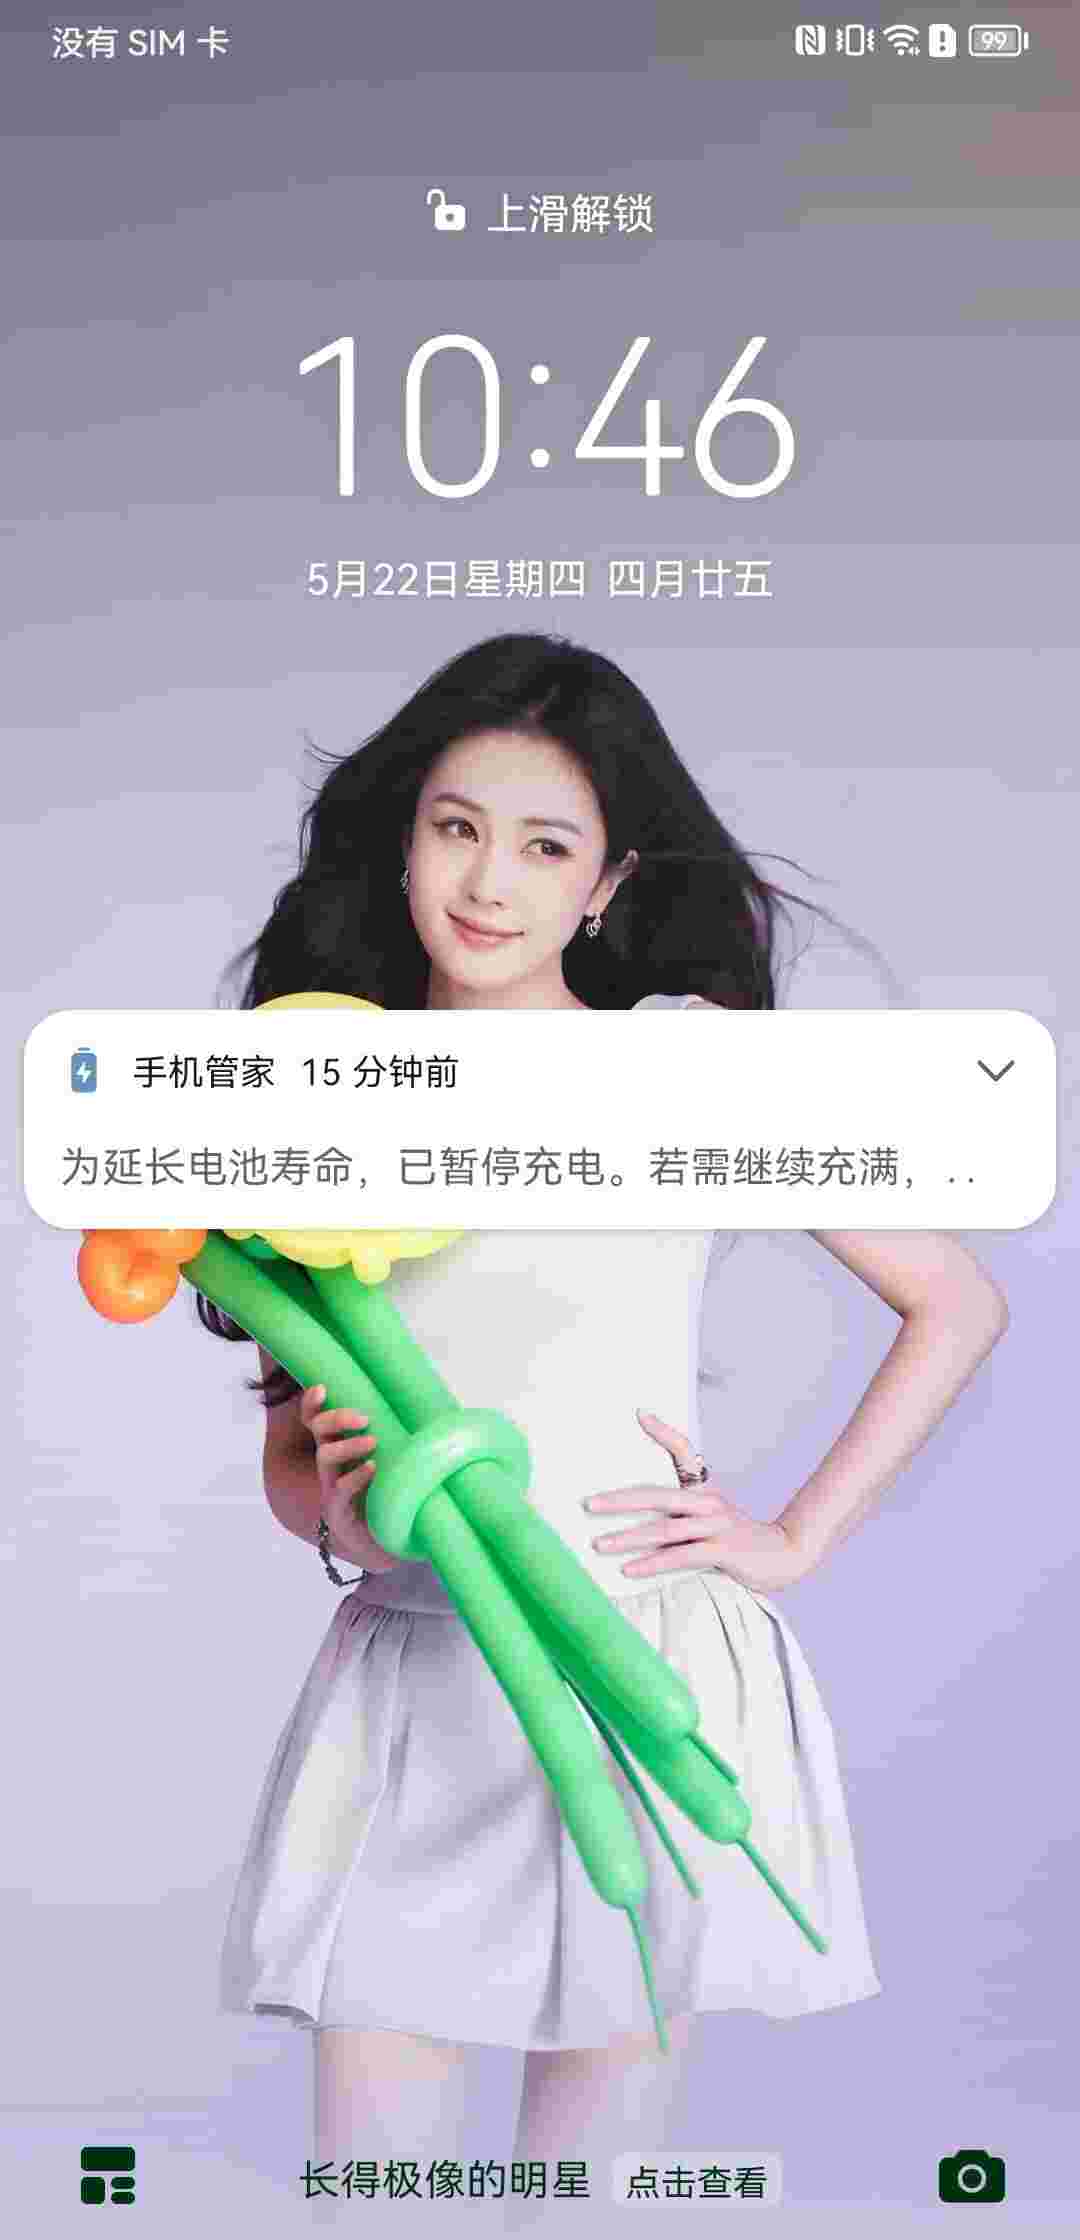 没有 SIM 卡
99
上滑解锁
10:46
5月22日星期四 四月廿五
手机管家 15 分钟前
为延长电池寿命，已暂停充电。若需继续充满，..
长得极像的明星 点击查看